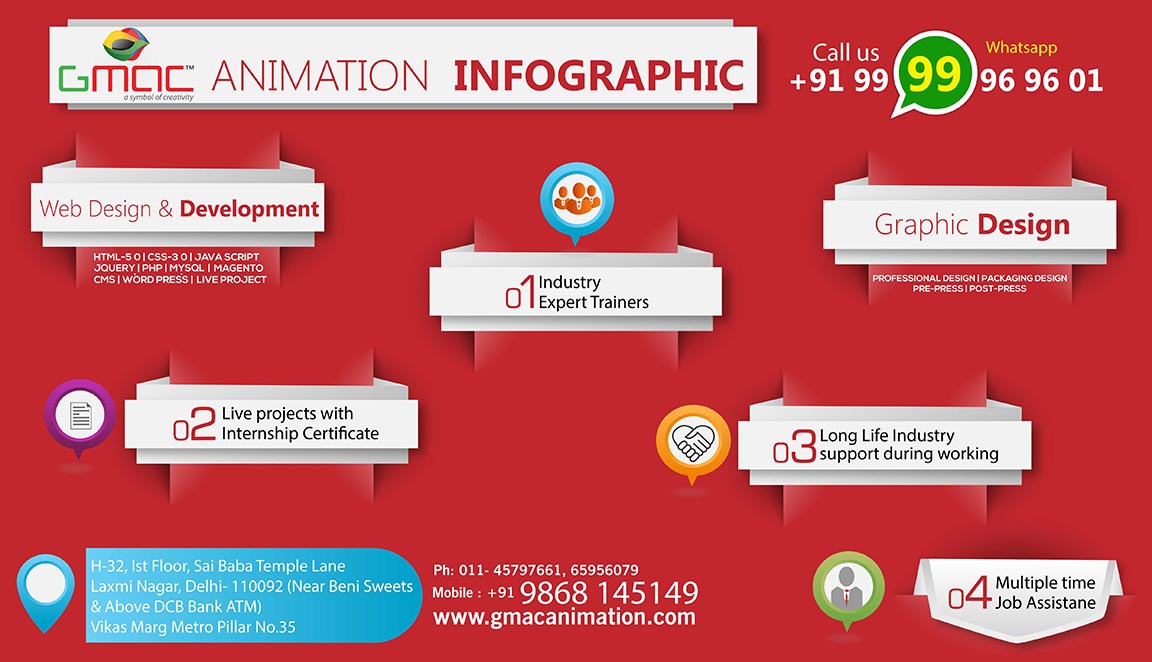 GMAC™ ANIMATION INFOGRAPHIC
a symbol of creativity
Call us
Whatsapp
+91 99 99 96 96 01
Web Design & Development
HTML-5 0 | CSS-3 0 | JAVA SCRIPT
JQUERY | PHP | MYSQL | MAGENTO
CMS | WORD PRESS | LIVE PROJECT
Graphic Design
PROFESSIONAL DESIGN | PACKAGING DESIGN
PRE-PRESS | POST-PRESS
01 Industry
Expert Trainers
02 Live projects with
Internship Certificate
03 Long Life Industry
support during working
H-32, Ist Floor, Sai Baba Temple Lane
Laxmi Nagar, Delhi- 110092 (Near Beni Sweets
& Above DCB Bank ATM)
Vikas Marg Metro Pillar No.35
Ph: 011- 45797661, 65956079
Mobile : +91 9868 145149
www.gmacanimation.com
04 Multiple time
Job Assistane